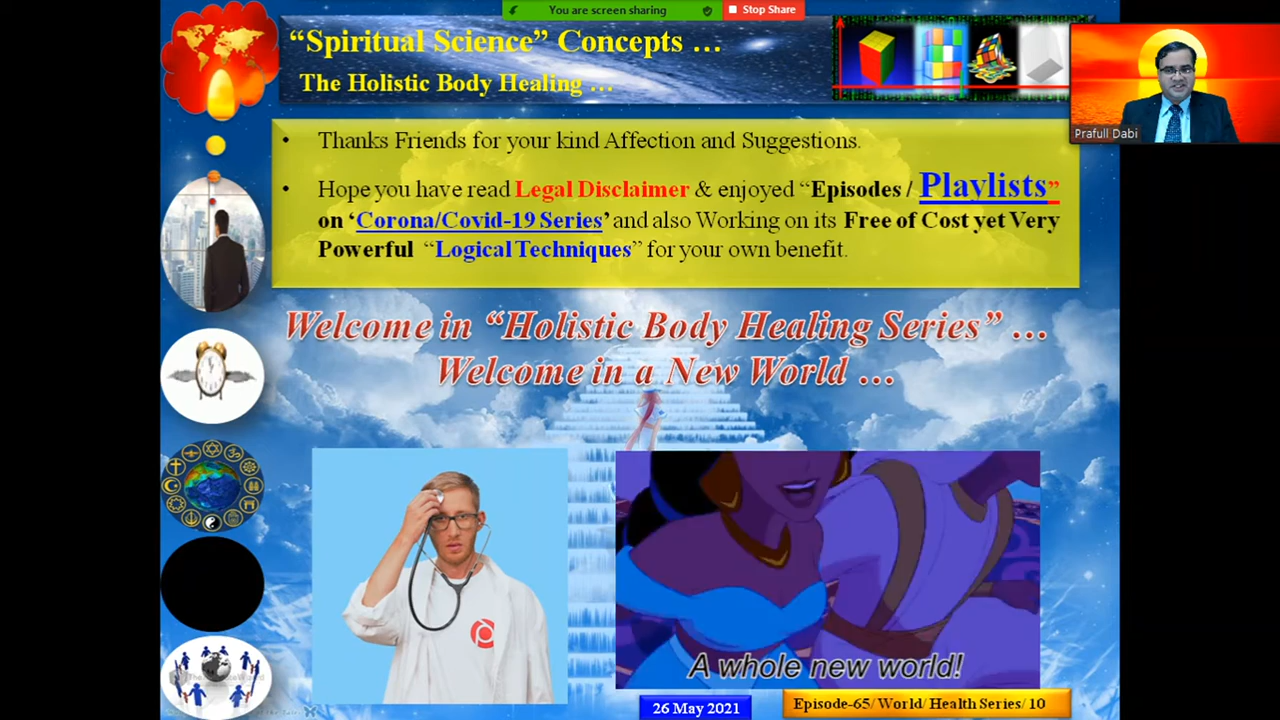 You are screen sharing
Stop Share
“Spiritual Science” Concepts …
The Holistic Body Healing …
Prafull Dabi
• Thanks Friends for your kind Affection and Suggestions.
• Hope you have read Legal Disclaimer & enjoyed “Episodes / Playlists”
on ‘Corona/Covid-19 Series’ and also Working on its Free of Cost yet Very
Powerful “Logical Techniques” for your own benefit.
Welcome in “Holistic Body Healing Series” …
Welcome in a New World …
A whole new world!
26 May 2021
Episode-65/ World/ Health Series/ 10